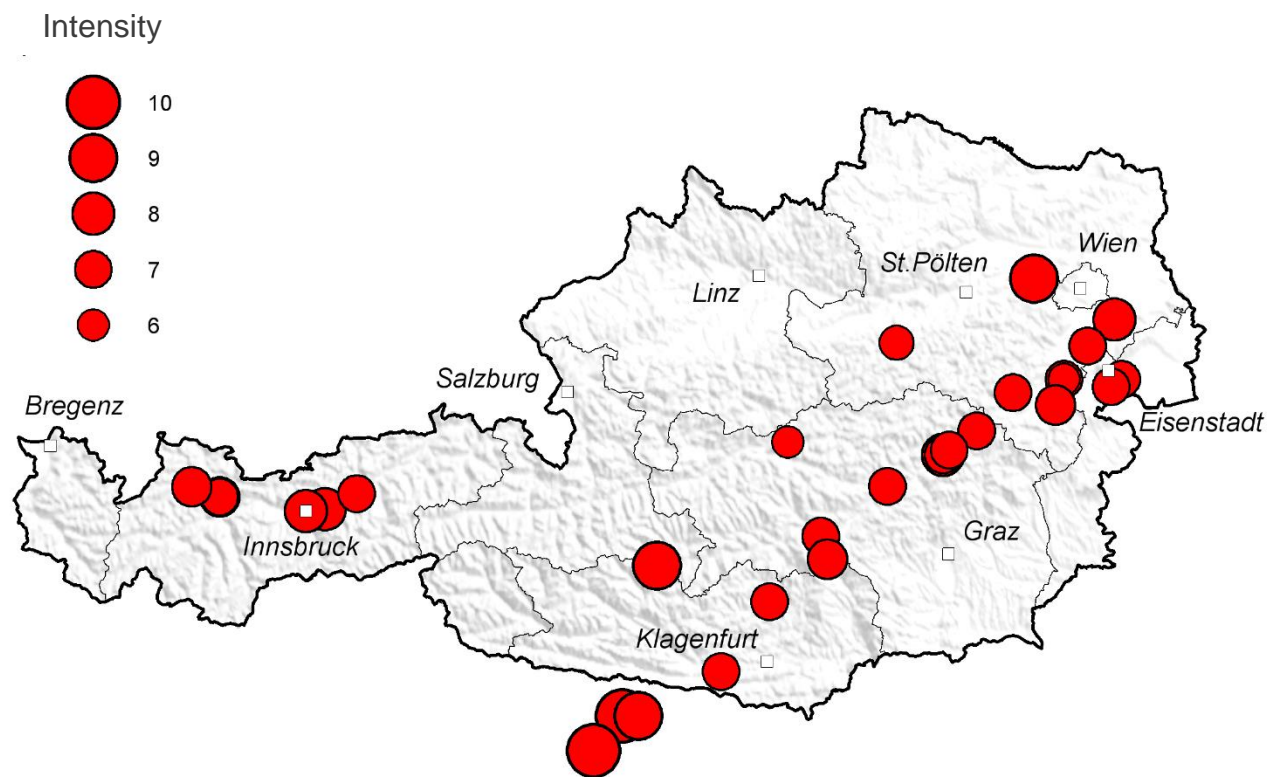 Intensity
10
9
8
7
6
Wien
St.Pölten
Linz
Salzburg
Bregenz
Eisenstadt
Innsbruck
Graz
Klagenfurt